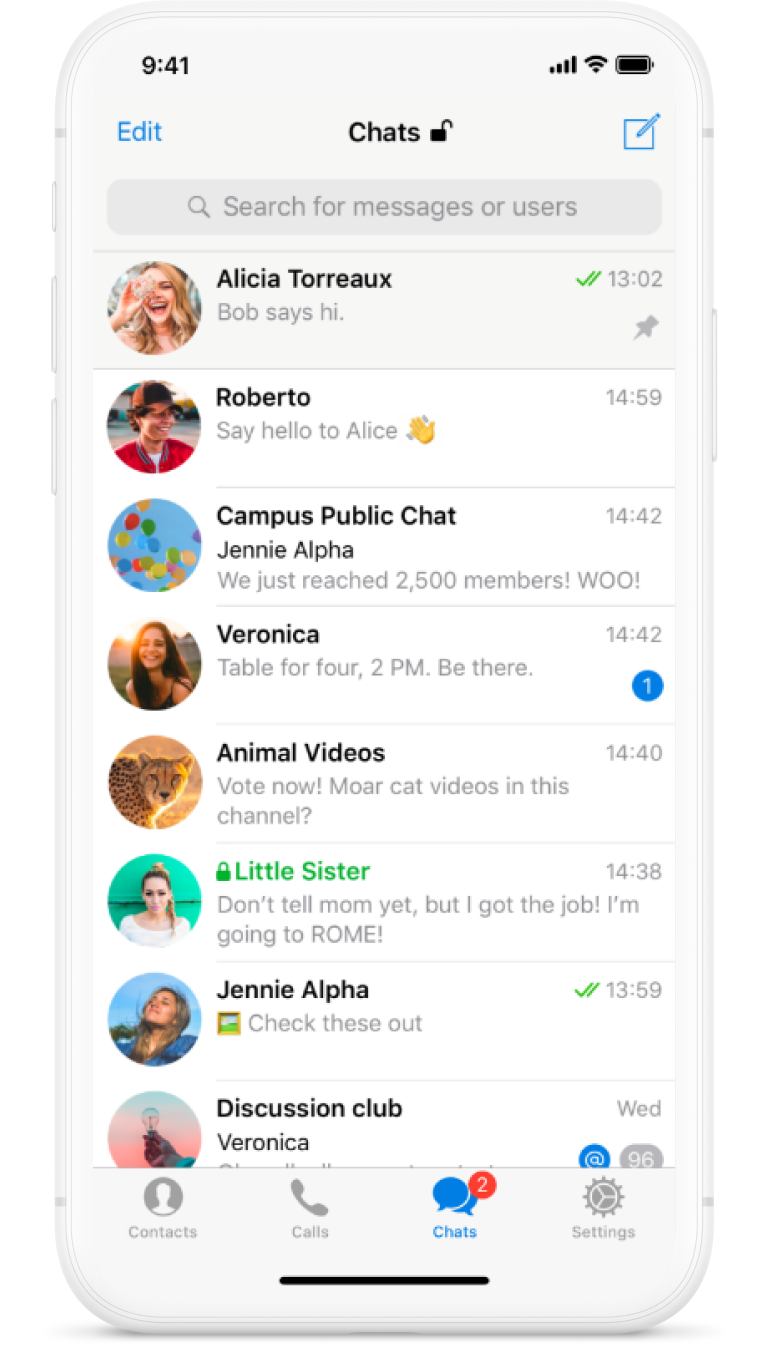 9:41
Edit
Chats
Search for messages or users
Alicia Torreaux
13:02
Bob says hi.
Roberto
14:59
Say hello to Alice 👋
Campus Public Chat
14:42
Jennie Alpha
We just reached 2,500 members! WOO!
Veronica
14:42
Table for four, 2 PM. Be there.
1
Animal Videos
14:40
Vote now! Moar cat videos in this
channel?
Little Sister
14:38
Don’t tell mom yet, but I got the job! I’m
going to ROME!
Jennie Alpha
13:59
🖼 Check these out
Discussion club
Wed
Veronica
@ 96
2
Contacts
Calls
Chats
Settings